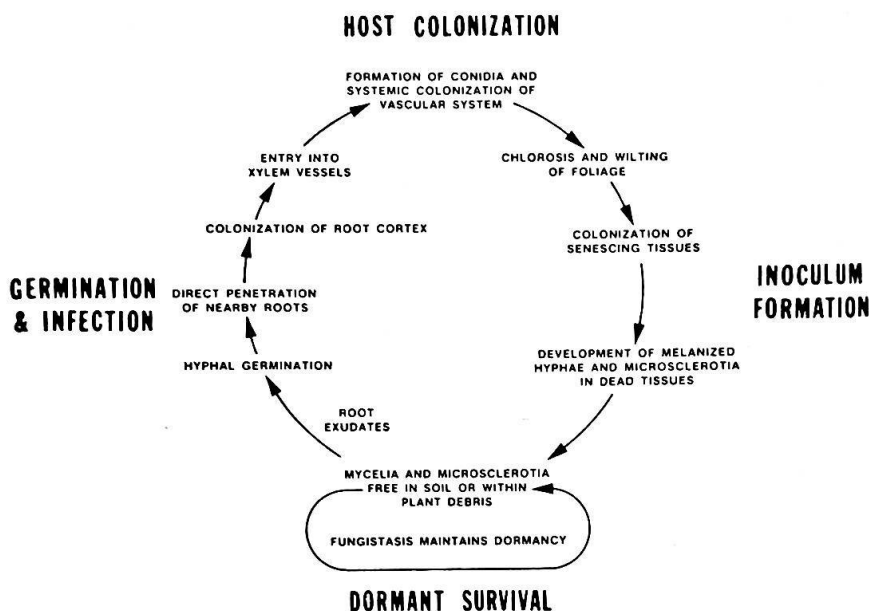 HOST COLONIZATION
FORMATION OF CONIDIA AND
SYSTEMIC COLONIZATION OF
VASCULAR SYSTEM
ENTRY INTO
XYLEM VESSELS
CHLOROSIS AND WILTING
OF FOLIAGE
COLONIZATION OF ROOT CORTEX
COLONIZATION OF
SENESCING TISSUES
GERMINATION
& INFECTION
DIRECT PENETRATION
OF NEARBY ROOTS
INOCULUM
FORMATION
HYPHAL GERMINATION
DEVELOPMENT OF MELANIZED
HYPHAE AND MICROSCLEROTIA
IN DEAD TISSUES
ROOT
EXUDATES
MYCELIA AND MICROSCLEROTIA
FREE IN SOIL OR WITHIN
PLANT DEBRIS
FUNGISTASIS MAINTAINS DORMANCY
DORMANT SURVIVAL